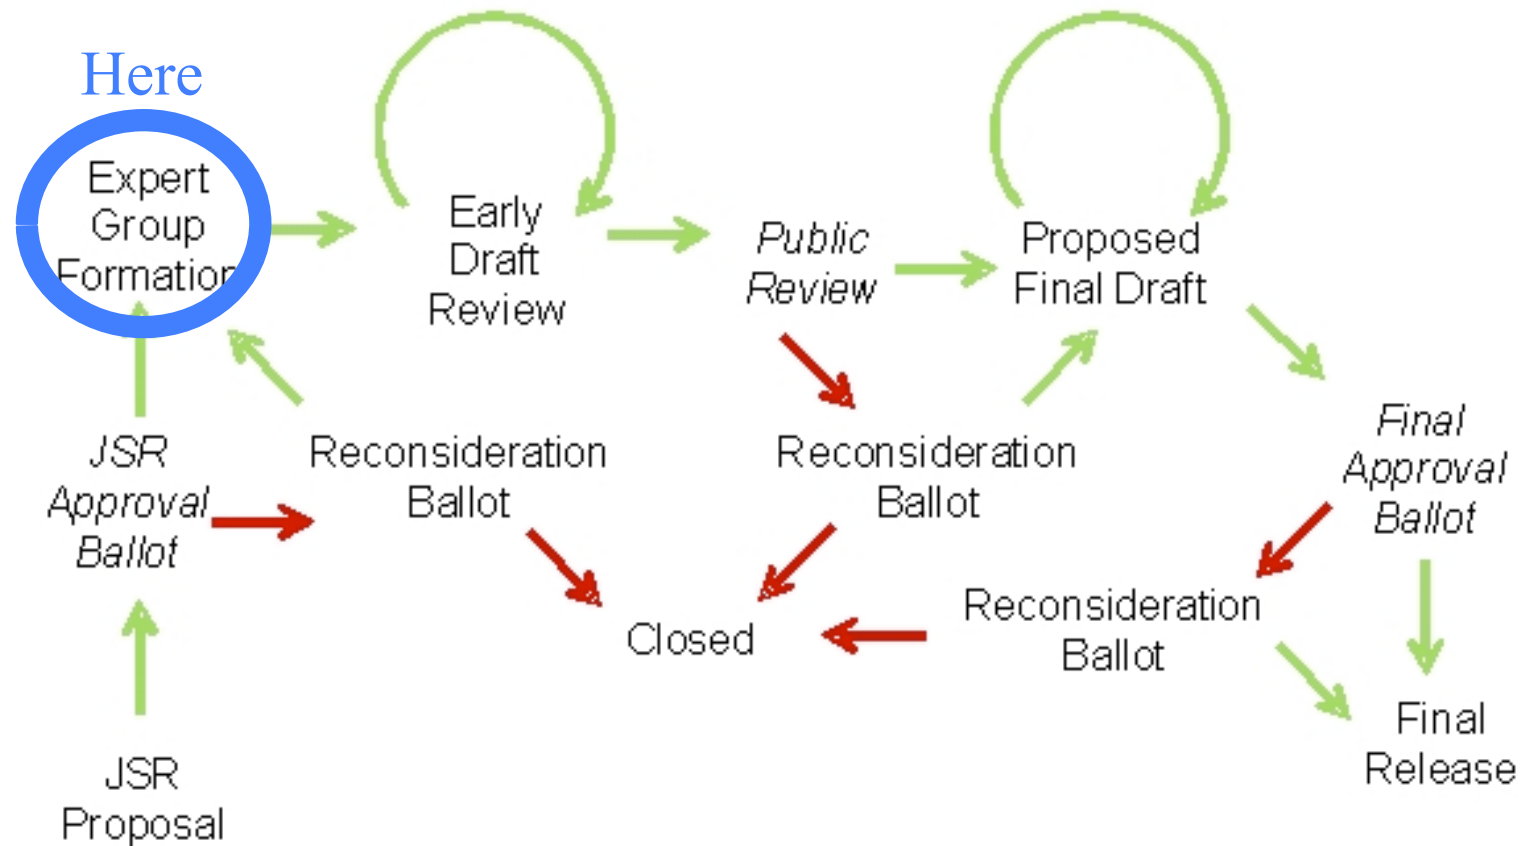 Here
Expert
Group
Formation
Early
Draft
Review
Public
Review
Proposed
Final Draft
JSR
Approval
Ballot
Reconsideration
Ballot
Reconsideration
Ballot
Final
Approval
Ballot
Closed
Reconsideration
Ballot
JSR
Proposal
Final
Release